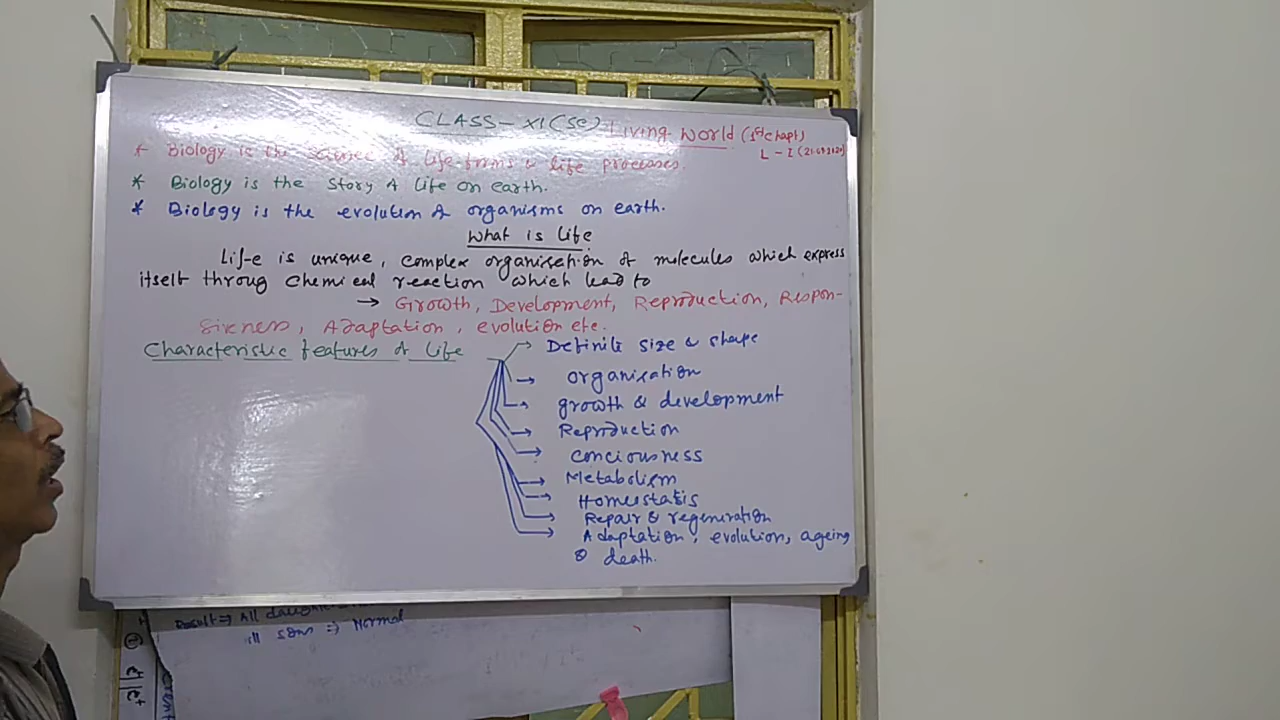 CLASS - XI (SC) Living World (1st Chapt)
L - I
* Biology is the science of life forms & life processes.
* Biology is the story of life on earth.
* Biology is the evolution of organisms on earth.
What is life
Life is unique, complex organisation of molecules which express
itself throug chemical reaction which lead to
→ Growth, Development, Reproduction, Respon-
siveness, Adaptation, evolution etc.
Characteristic features of life → Definite size & shape
→ organisation
→ growth & development
→ Reproduction
→ conciousness
→ Metabolism
→ Homeostatis
→ Repair & regeneration
→ Adaptation, evolution, ageing
& death.
Result ⇒ All
All sons ⇒ Normal